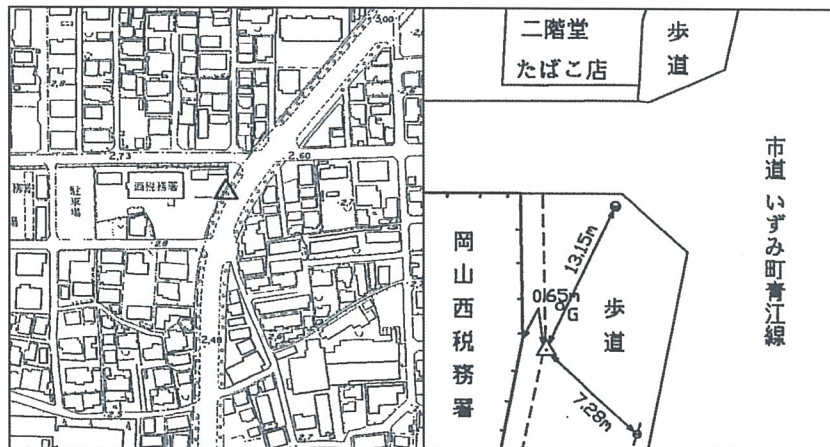 3.00
2.8
2.73
2.60
西税務署
駐車場
2.8
2.40
二階堂
たばこ店
歩道
市道 いずみ町青江線
岡山西税務署
13.15m
0.65m
G
歩道
7.28m